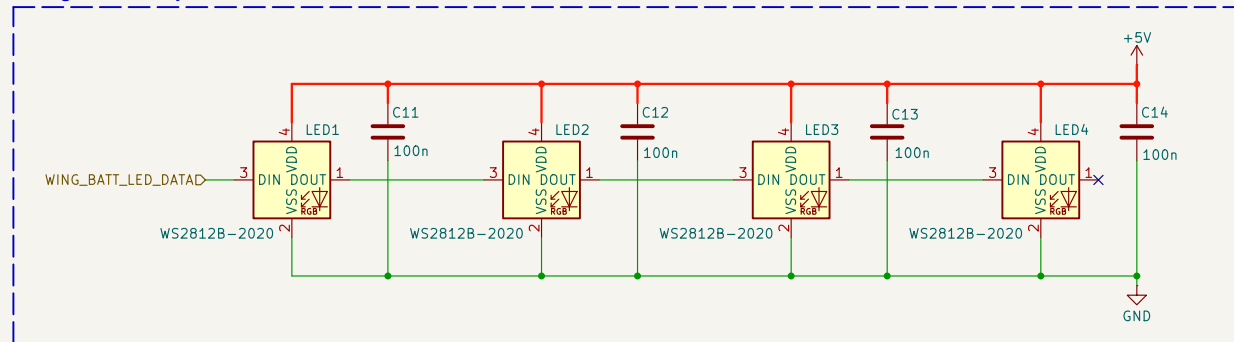 +5V
C11
C12
C13
C14
4
LED1
4
LED2
4
LED3
4
LED4
100n
100n
100n
100n
WING_BATT_LED_DATA
3
DIN
VDD
DOUT
1
VSS
RGB
3
DIN
VDD
DOUT
1
VSS
RGB
3
DIN
VDD
DOUT
1
VSS
RGB
3
DIN
VDD
DOUT
1
VSS
RGB
2
WS2812B-2020
2
WS2812B-2020
2
WS2812B-2020
2
WS2812B-2020
GND